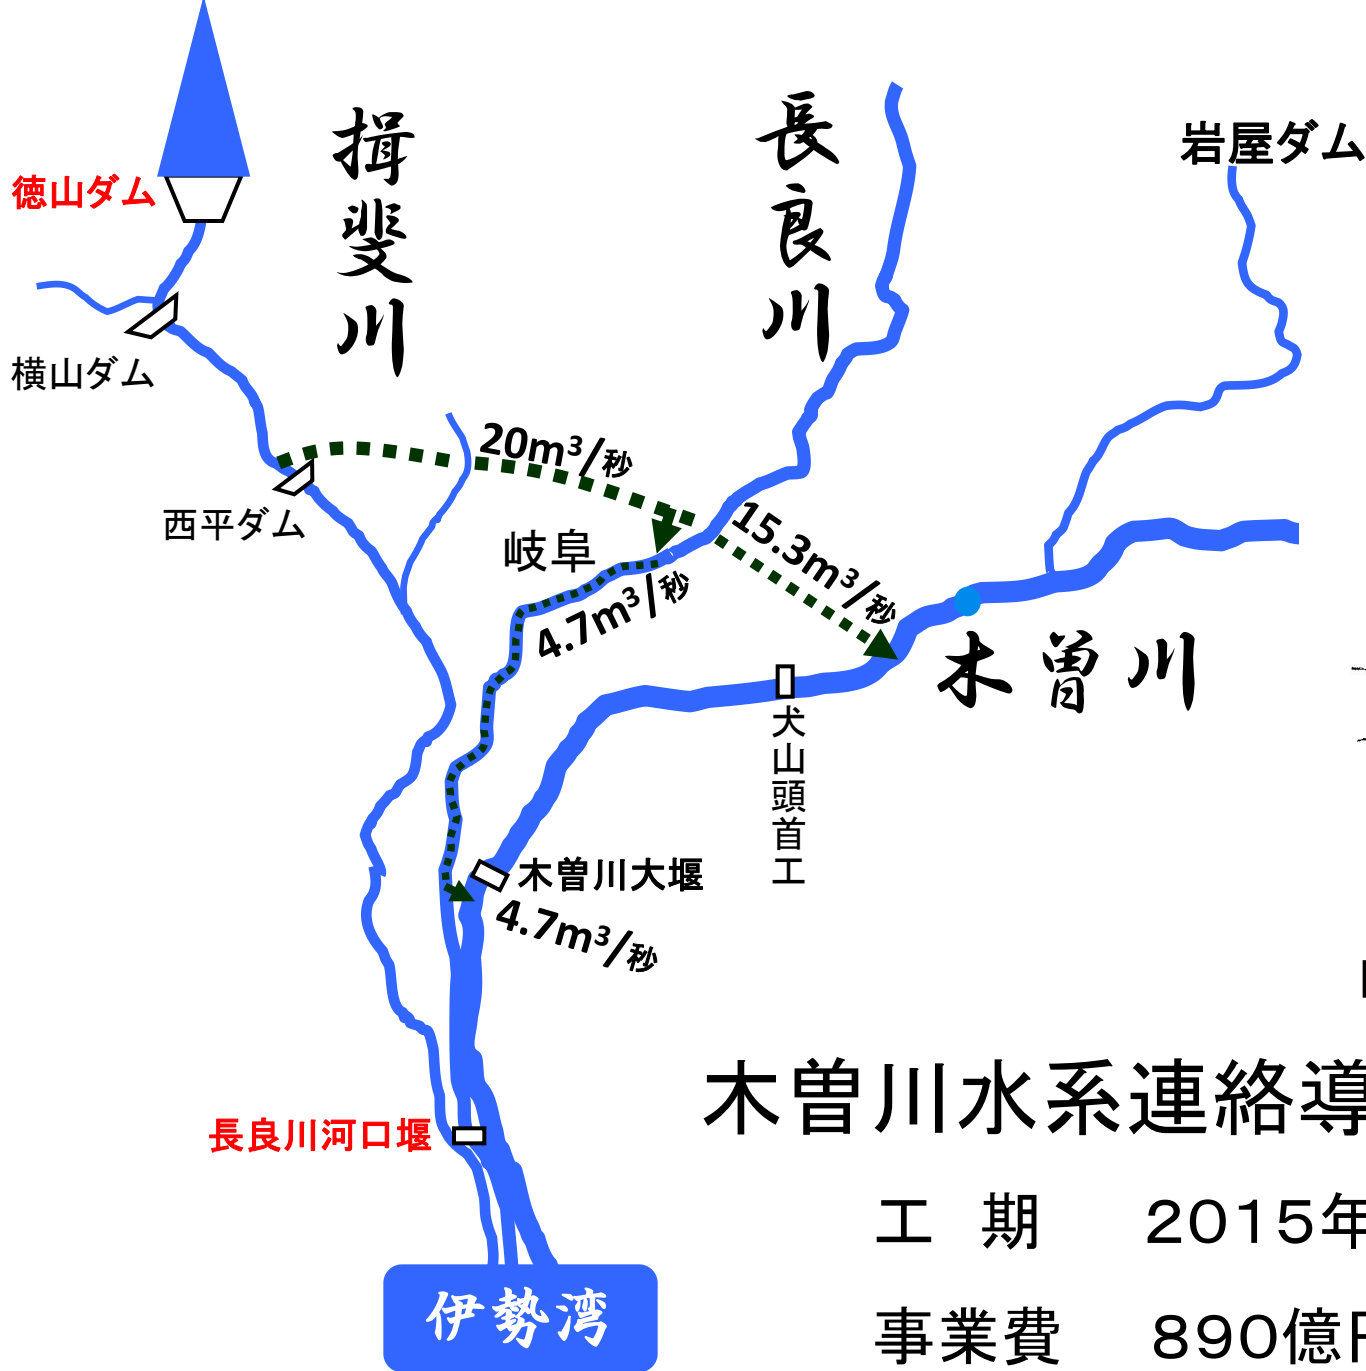 揖斐川
長良川
岩屋ダム
徳山ダム
横山ダム
20m³/秒
西平ダム
岐阜
15.3m³/秒
4.7m³/秒
木曽川
犬山頭首工
木曽川大堰
4.7m³/秒
木曽川水系連絡導
長良川河口堰
工 期 2015年
事業費 890億
伊勢湾